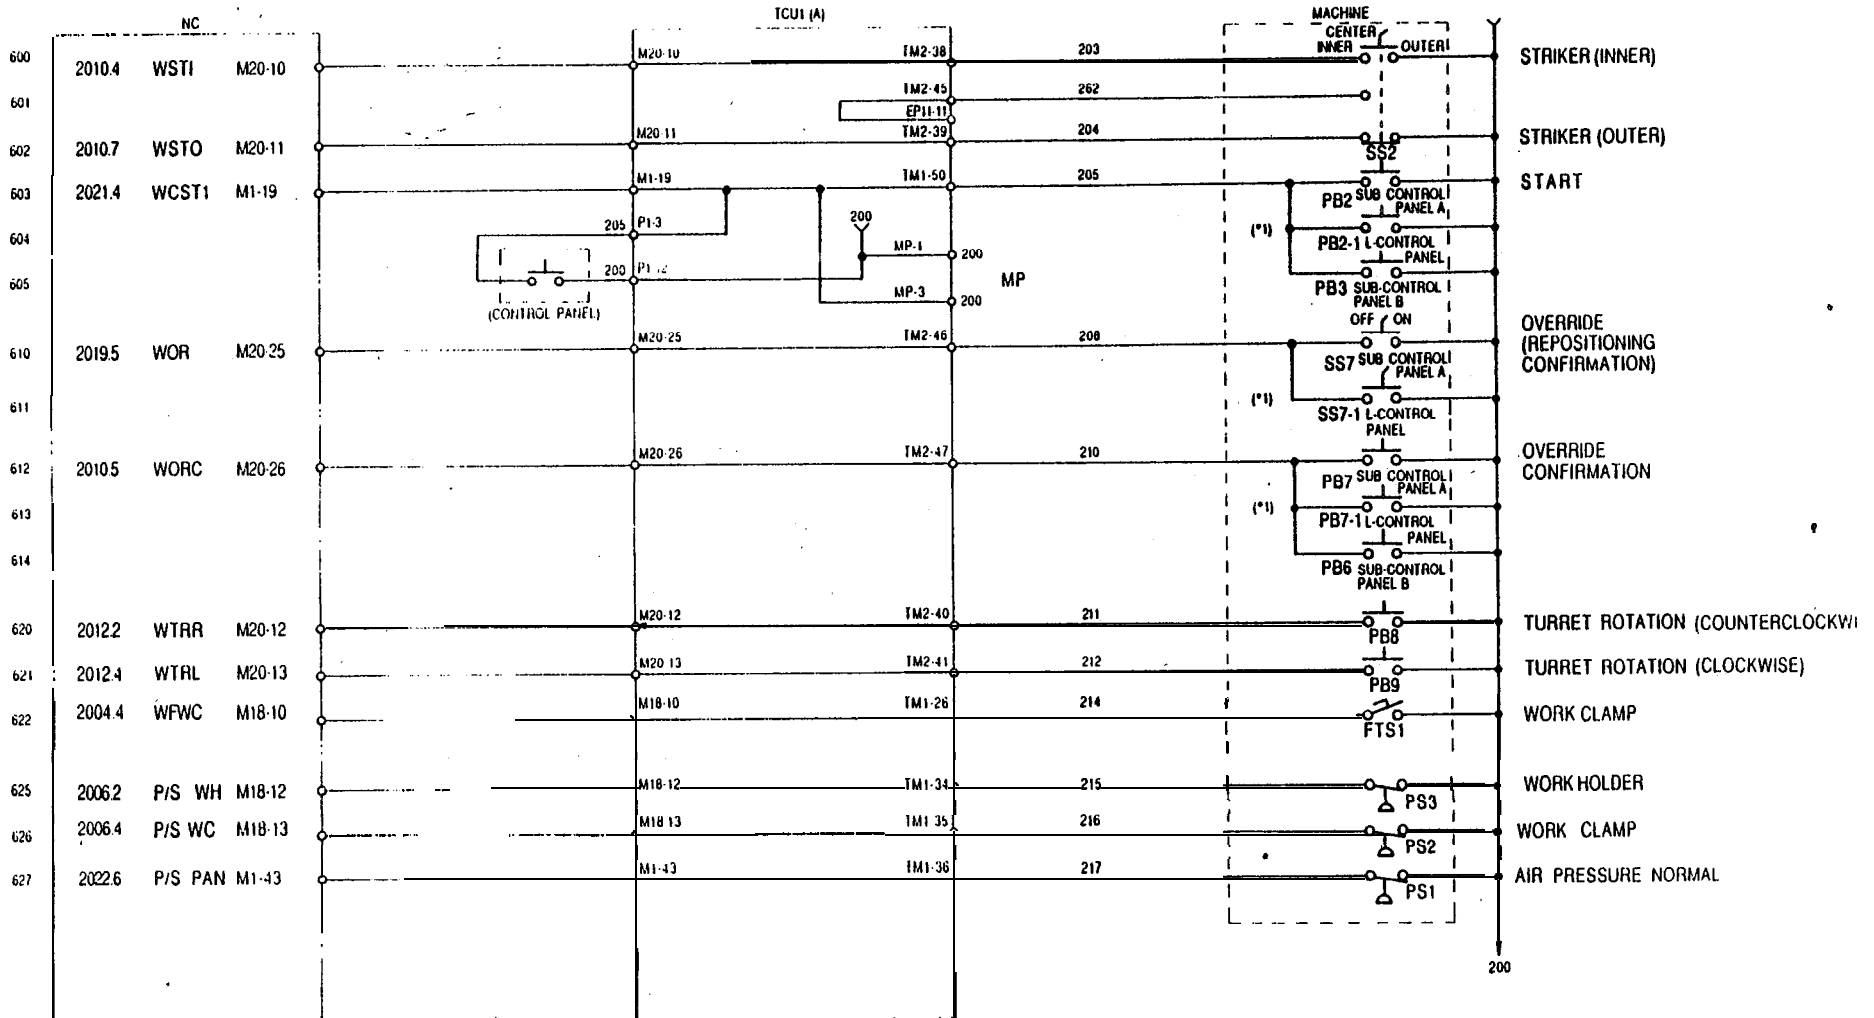 NC
TCU1 (A)
MACHINE
CENTER
INNER OUTER
600 2010.4 WSTI M20-10 M20-10 TM2-38 203 STRIKER (INNER)
601 TM2-45 262
EP11-11
602 2010.7 WSTO M20-11 M20-11 TM2-39 204 STRIKER (OUTER)
SS2
603 2021.4 WCST1 M1-19 M1-19 TM1-50 205 START
PB2 SUB CONTROL
PANEL A
604 205 P1-3 200 (*1)
PB2-1 L-CONTROL
PANEL
MP-1 200
605 200 MP
PB3 SUB-CONTROL
PANEL B
MP-3 200
(CONTROL PANEL)
OFF ON
610 2019.5 WOR M20-25 M20-25 TM2-46 208 OVERRIDE
(REPOSITIONING
CONFIRMATION)
SS7 SUB CONTROL
PANEL A
611 (*1)
SS7-1 L-CONTROL
PANEL
612 2010.5 WORC M20-26 M20-26 TM2-47 210 OVERRIDE
CONFIRMATION
PB7 SUB CONTROL
PANEL A
613 (*1)
PB7-1 L-CONTROL
PANEL
614
PB6 SUB-CONTROL
PANEL B
620 2012.2 WTRR M20-12 M20-12 TM2-40 211 TURRET ROTATION (COUNTERCLOCKWI
PB8
621 2012.4 WTRL M20-13 M20-13 TM2-41 212 TURRET ROTATION (CLOCKWISE)
PB9
622 2004.4 WFWC M18-10 M18-10 TM1-26 214 WORK CLAMP
FTS1
625 2006.2 P/S WH M18-12 M18-12 TM1-34 215 WORK HOLDER
PS3
626 2006.4 P/S WC M18-13 M18-13 TM1-35 216 WORK CLAMP
PS2
627 2022.6 P/S PAN M1-43 M1-43 TM1-36 217 AIR PRESSURE NORMAL
PS1
200